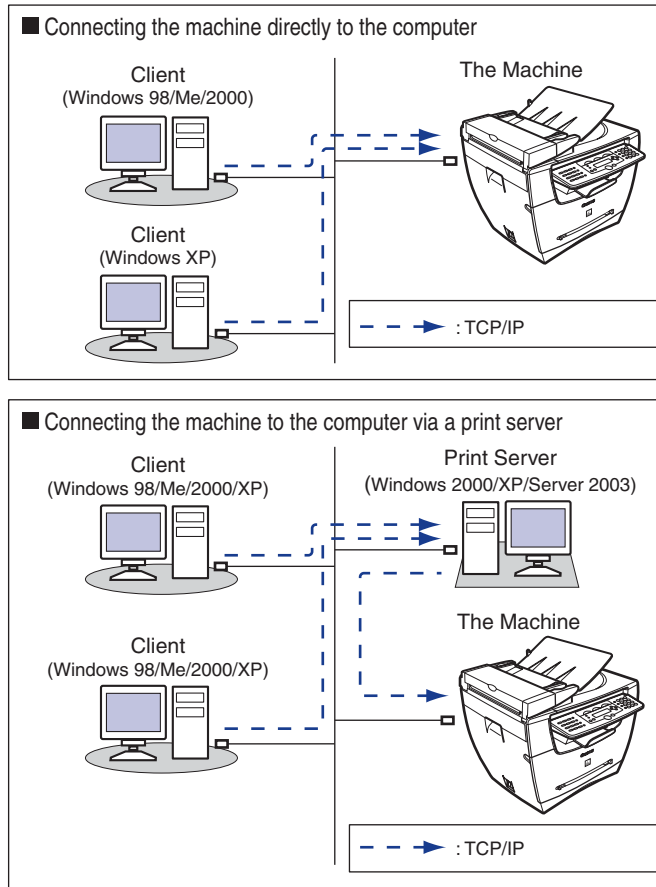 ■ Connecting the machine directly to the computer
Client
(Windows 98/Me/2000)
The Machine
Client
(Windows XP)
: TCP/IP
■ Connecting the machine to the computer via a print server
Client
(Windows 98/Me/2000/XP)
Print Server
(Windows 2000/XP/Server 2003)
The Machine
Client
(Windows 98/Me/2000/XP)
: TCP/IP